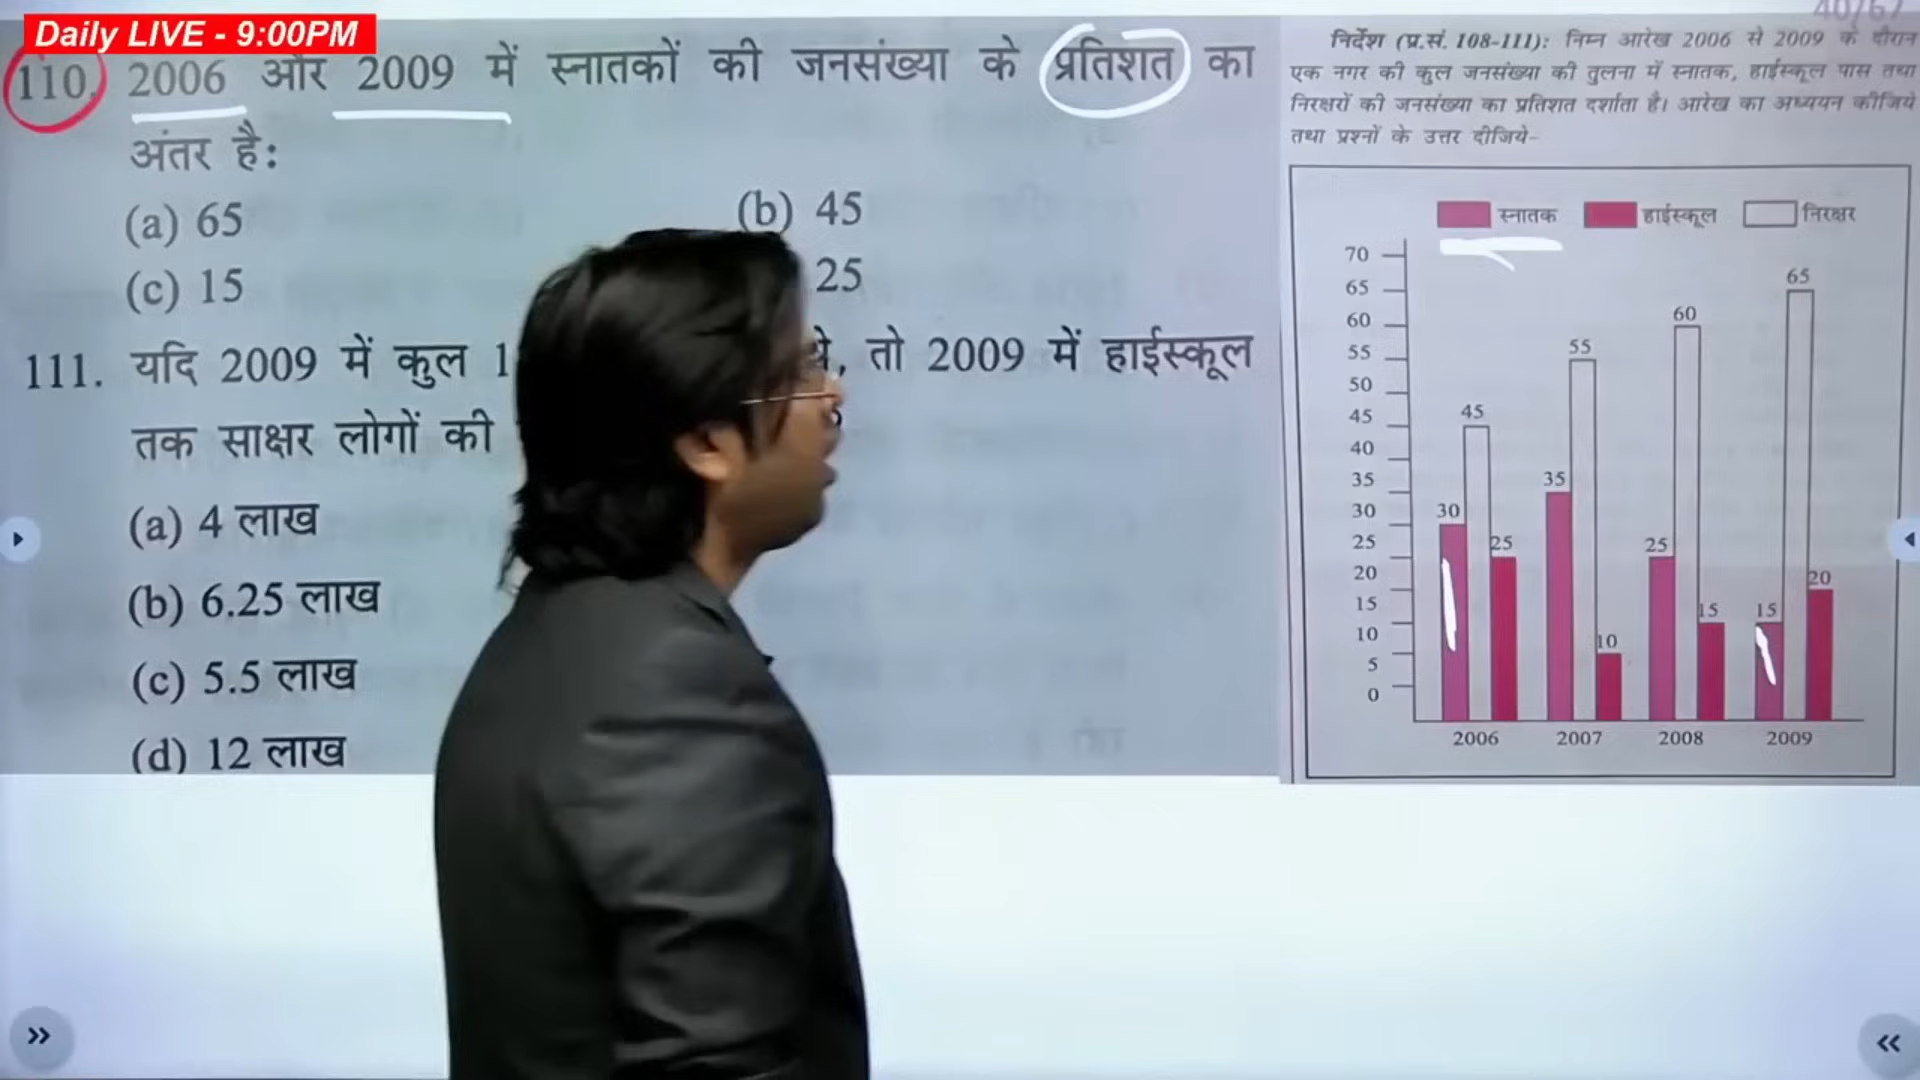 Daily LIVE - 9:00PM
110. 2006 और 2009 में स्नातकों की जनसंख्या के प्रतिशत का
अंतर है:
(a) 65
(b) 45
(c) 15
25
111. यदि 2009 में कुल 1 थे, तो 2009 में हाईस्कूल
तक साक्षर लोगों की
(a) 4 लाख
(b) 6.25 लाख
(c) 5.5 लाख
(d) 12 लाख
40/67
निर्देश (प्र.सं. 108-111): निम्न आरेख 2006 से 2009 के दौरान
एक नगर की कुल जनसंख्या की तुलना में स्नातक, हाईस्कूल पास तथा
निरक्षरों की जनसंख्या का प्रतिशत दर्शाता है। आरेख का अध्ययन कीजिये
तथा प्रश्नों के उत्तर दीजिये-
स्नातक हाईस्कूल निरक्षर
70
65
60
55
50
45
40
35
30
25
20
15
10
5
0
30 45 25
35 55 10
25 60 15
15 65 20
2006 2007 2008 2009